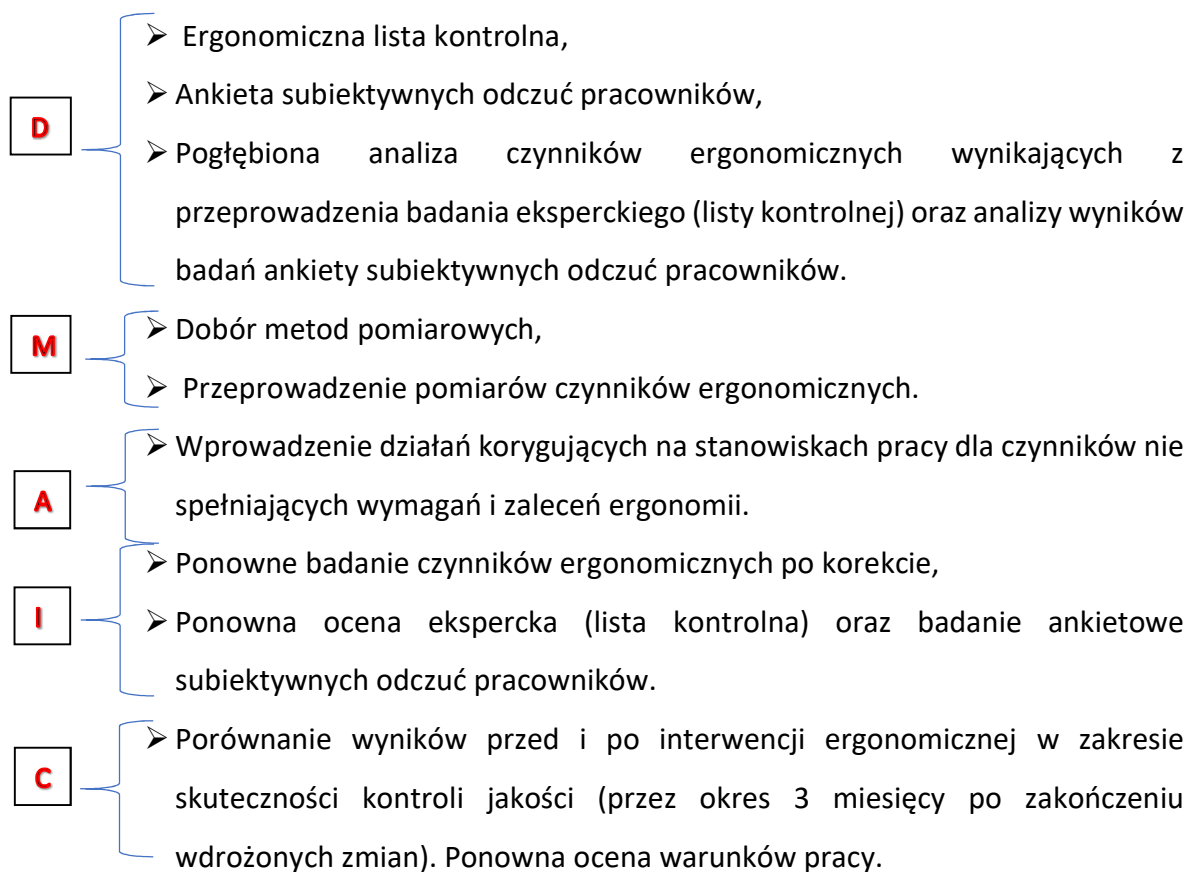 ➢ Ergonomiczna lista kontrolna,
➢ Ankieta subiektywnych odczuć pracowników,
D
➢ Pogłębiona analiza czynników ergonomicznych wynikających z
przeprowadzenia badania eksperckiego (listy kontrolnej) oraz analizy wyników
badań ankiety subiektywnych odczuć pracowników.
M
➢ Dobór metod pomiarowych,
➢ Przeprowadzenie pomiarów czynników ergonomicznych.
➢ Wprowadzenie działań korygujących na stanowiskach pracy dla czynników nie
A
spełniających wymagań i zaleceń ergonomii.
➢ Ponowne badanie czynników ergonomicznych po korekcie,
I
➢ Ponowna ocena ekspercka (lista kontrolna) oraz badanie ankietowe
subiektywnych odczuć pracowników.
➢ Porównanie wyników przed i po interwencji ergonomicznej w zakresie
C
skuteczności kontroli jakości (przez okres 3 miesięcy po zakończeniu
wdrożonych zmian). Ponowna ocena warunków pracy.